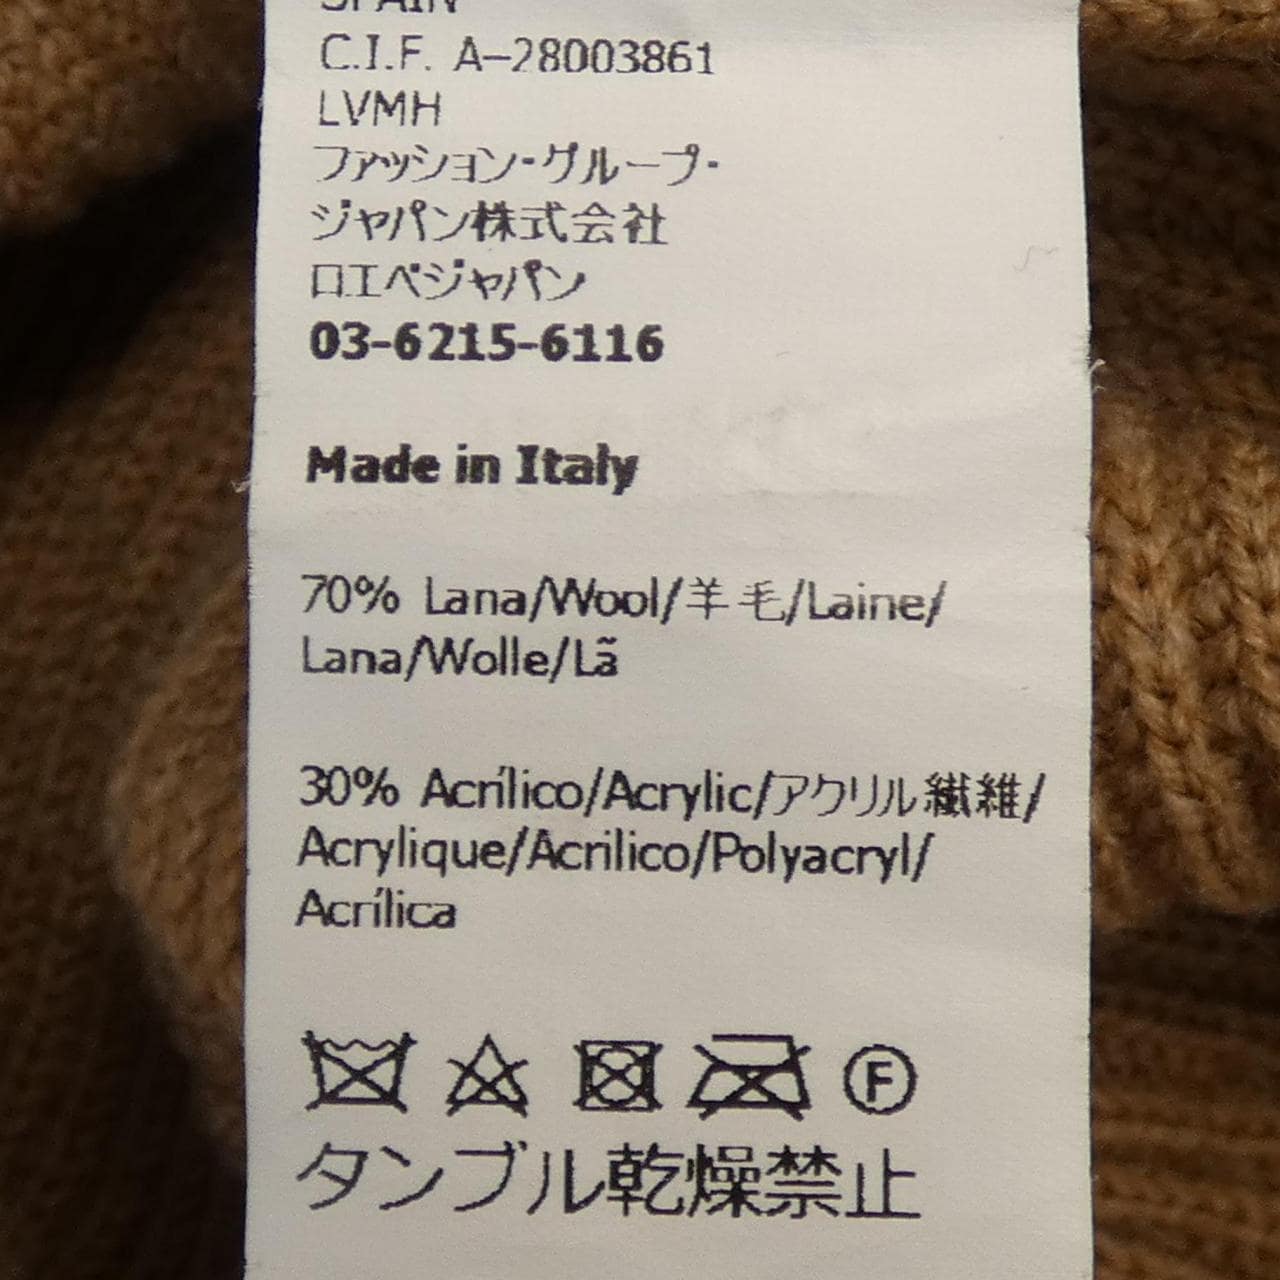 SPAIN
C.I.F. A-28003861
LVMH
ファッション・グループ・
ジャパン株式会社
ロエベジャパン
03-6215-6116
Made in Italy
70% Lana/Wool/羊毛/Laine/
Lana/Wolle/Lã
30% Acrílico/Acrylic/アクリル繊維/
Acrylique/Acrilico/Polyacryl/
Acrílica
F
タンブル乾燥禁止